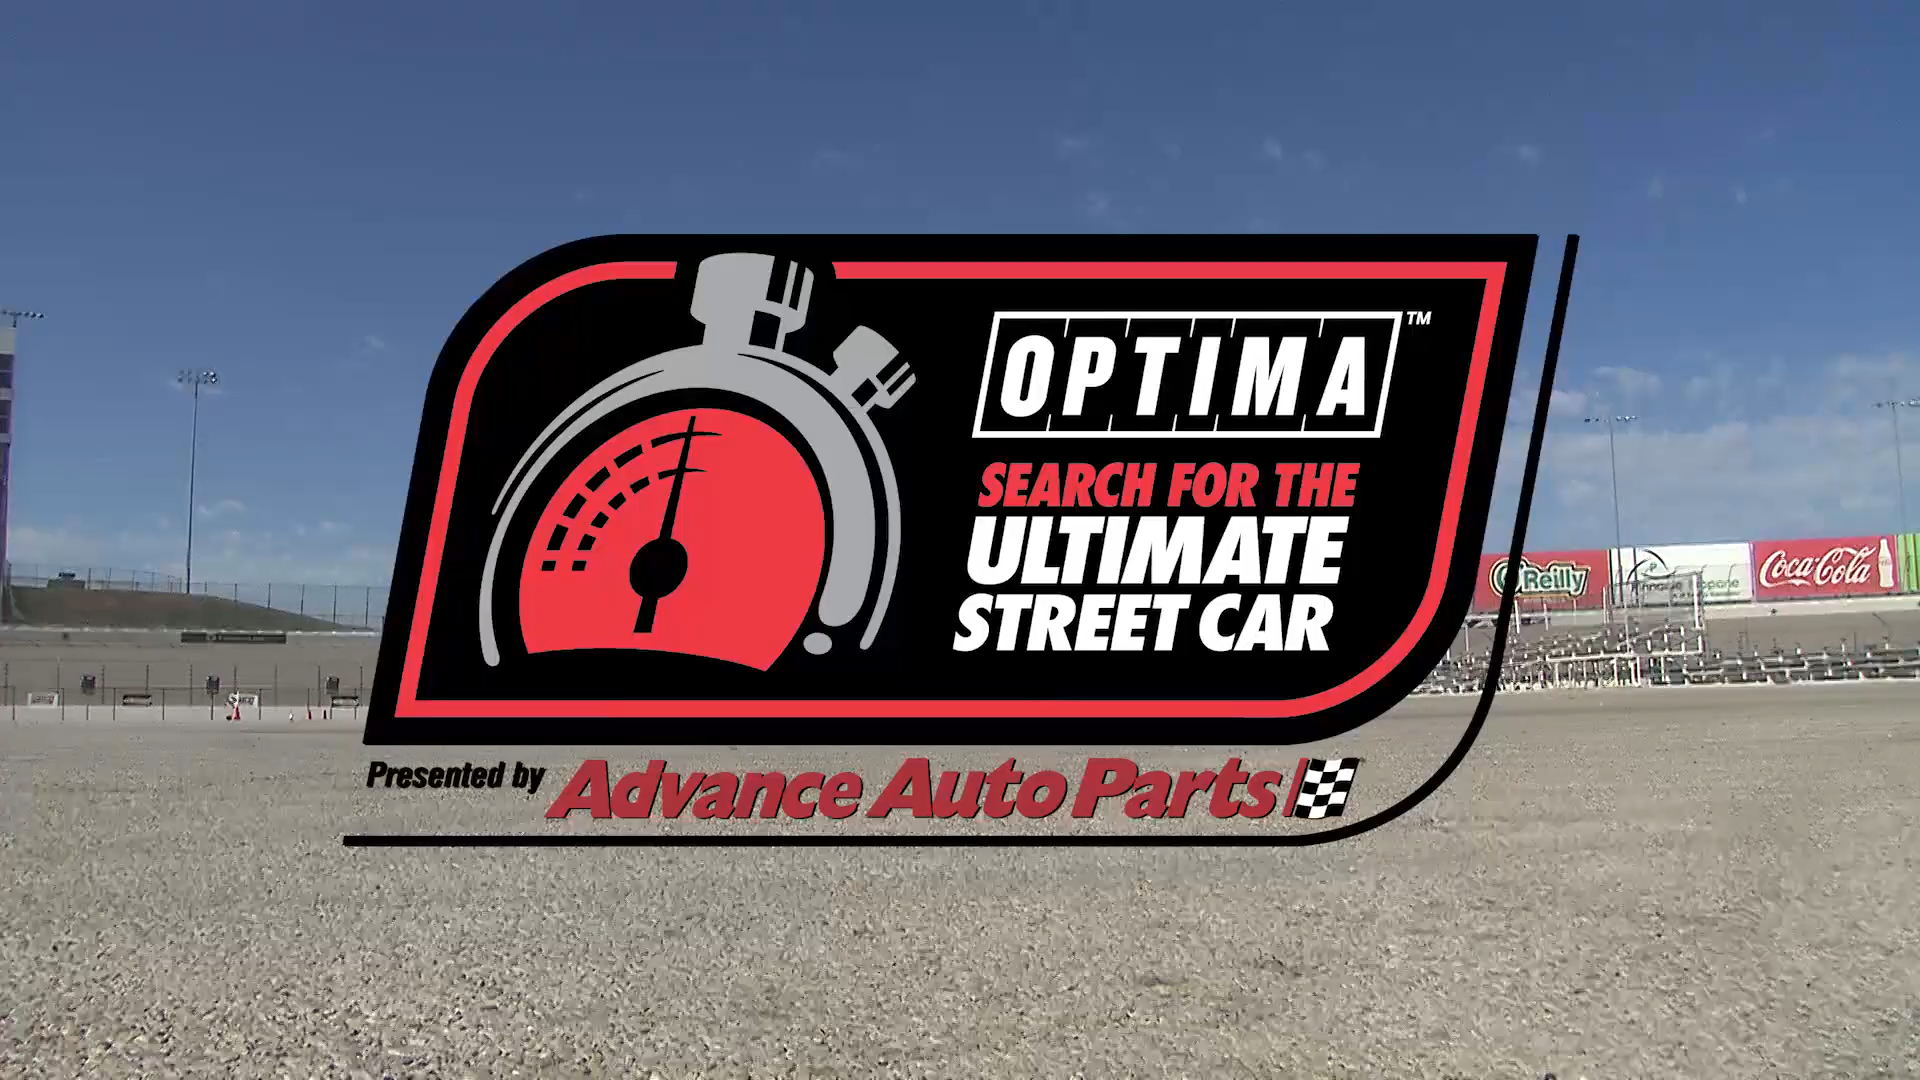 OPTIMA™
SEARCH FOR THE
ULTIMATE
STREET CAR
Presented by Advance Auto Parts
O'Reilly
Coca-Cola